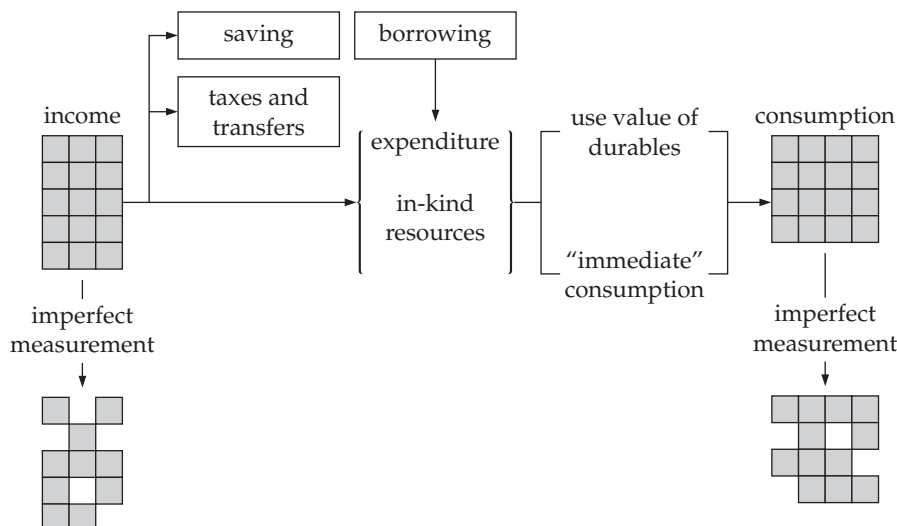 saving
borrowing
taxes and
transfers
income
expenditure
in-kind
resources
use value of
durables
“immediate”
consumption
consumption
imperfect
measurement
imperfect
measurement